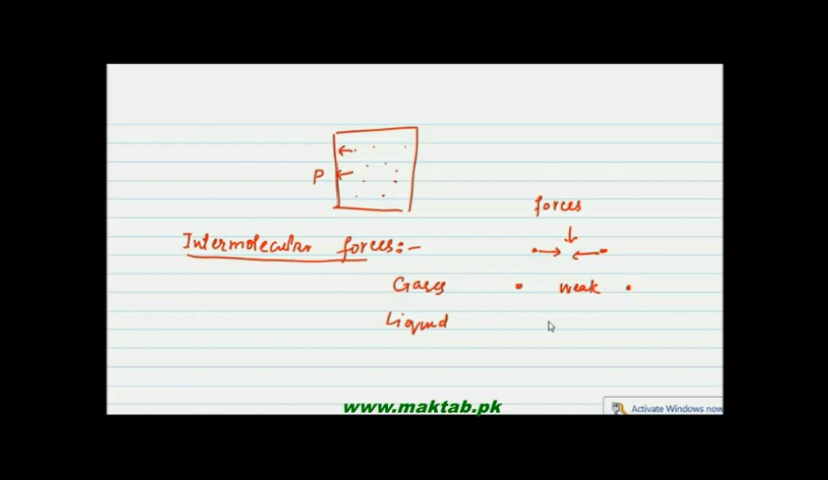 P
forces
Intermolecular forces:-
Gases weak
Liquid
www.maktab.pk
Activate Windows now